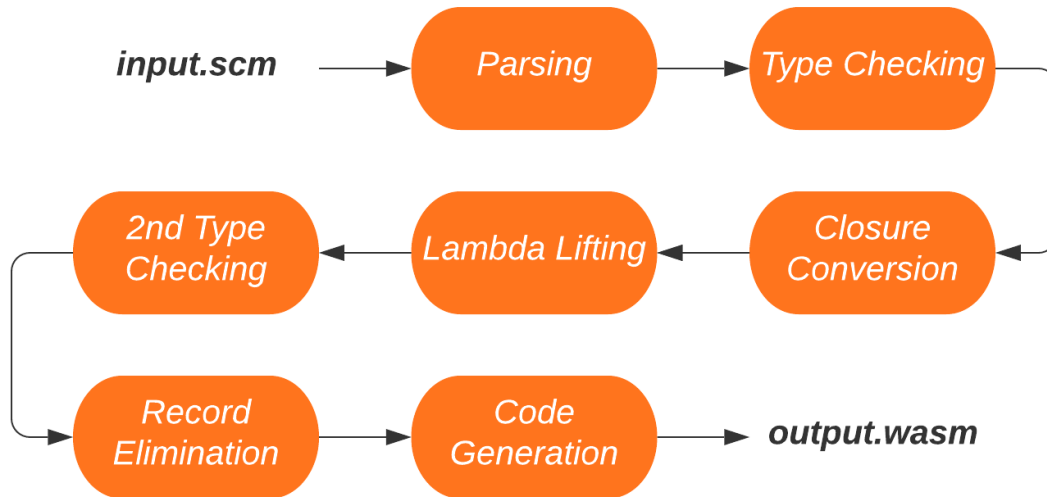 input.scm
Parsing
Type Checking
2nd Type
Checking
Lambda Lifting
Closure
Conversion
Record
Elimination
Code
Generation
output.wasm